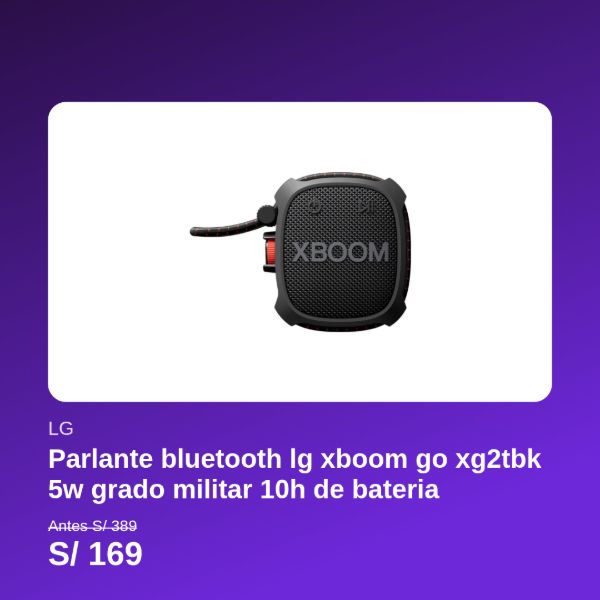 XBOOM
LG
Parlante bluetooth lg xboom go xg2tbk
5w grado militar 10h de bateria
Antes S/ 389
S/ 169